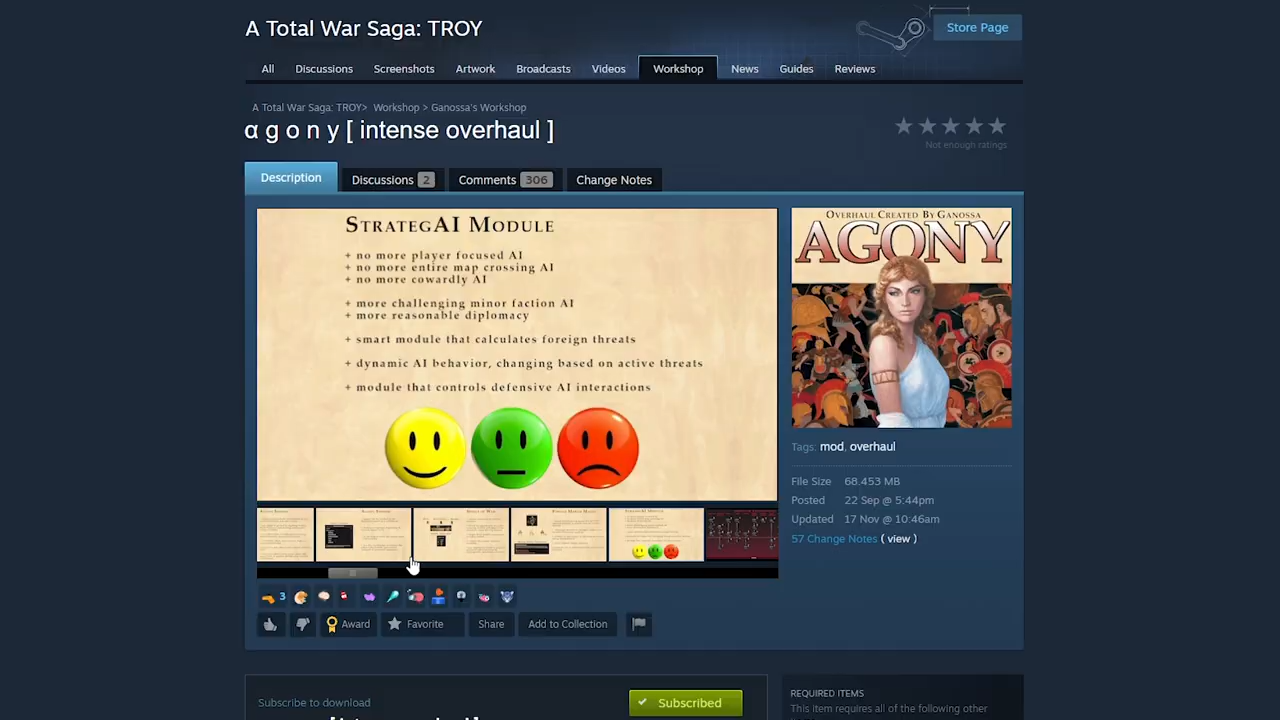 A Total War Saga: TROY
Store Page
All Discussions Screenshots Artwork Broadcasts Videos Workshop News Guides Reviews
A Total War Saga: TROY> Workshop > Ganossa's Workshop
α g o n y [ intense overhaul ]
Not enough ratings
Description Discussions 2 Comments 306 Change Notes
STRATEGAI MODULE
+ no more player focused AI
+ no more entire map crossing AI
+ no more cowardly AI
+ more challenging minor faction AI
+ more reasonable diplomacy
+ smart module that calculates foreign threats
+ dynamic AI behavior, changing based on active threats
+ module that controls defensive AI interactions
OVERHAUL CREATED BY GANOSSA
AGONY
Tags: mod, overhaul
File Size 68.453 MB
Posted 22 Sep @ 5:44pm
Updated 17 Nov @ 10:46am
57 Change Notes ( view )
3
Award Favorite Share Add to Collection
Subscribe to download
Subscribed
REQUIRED ITEMS
This item requires all of the following other